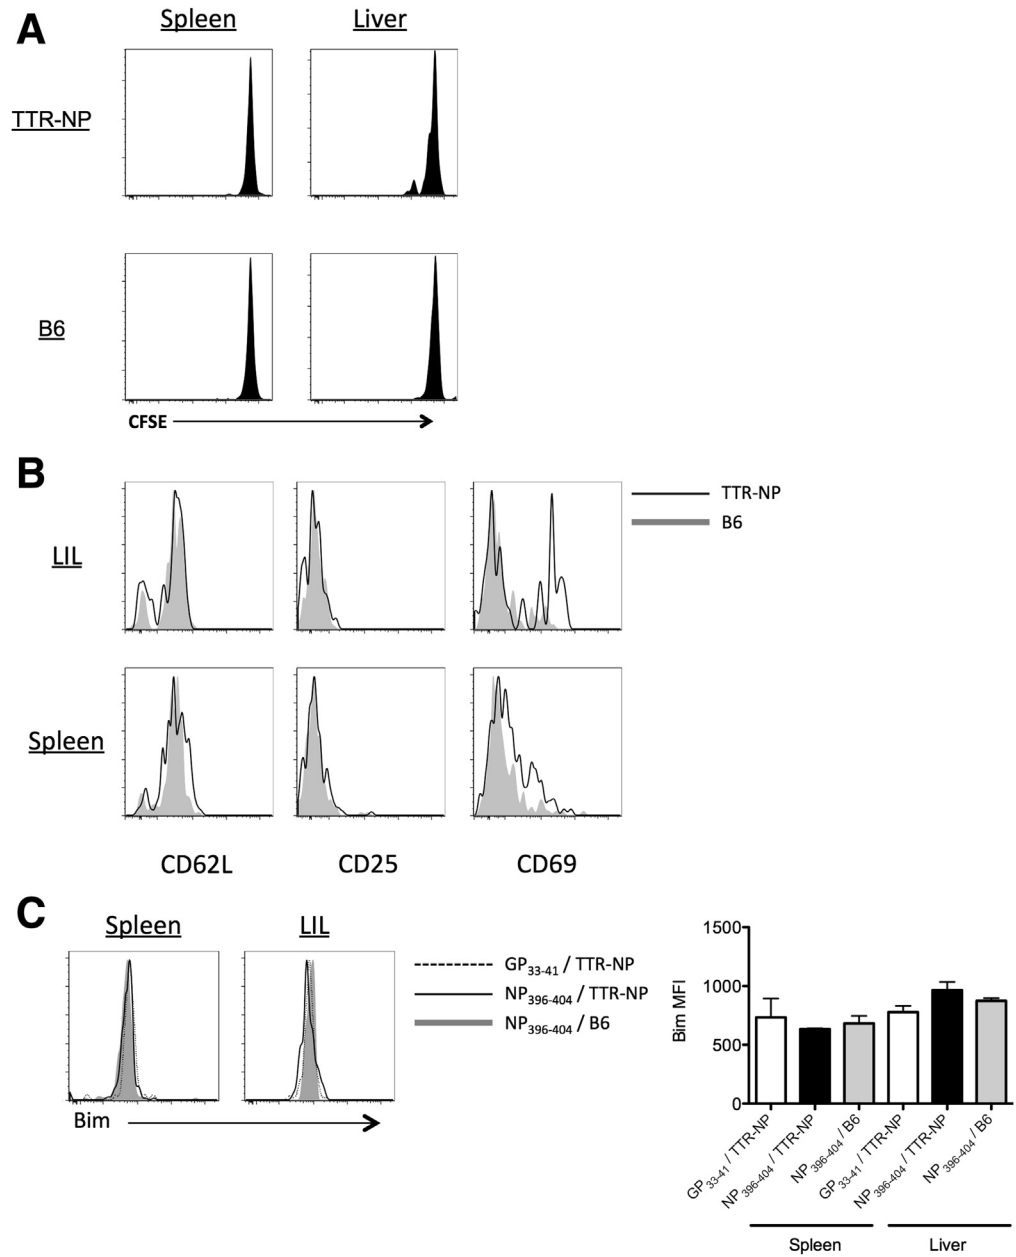 A
Spleen
Liver
TTR-NP
B6
CFSE
B
LIL
TTR-NP
B6
Spleen
CD62L
CD25
CD69
C
Spleen
LIL
GP33-41 / TTR-NP
NP396-404 / TTR-NP
NP396-404 / B6
Bim
Bim MFI
1500
1000
500
0
GP33-41 / TTR-NP
NP396-404 / TTR-NP
NP396-404 / B6
GP33-41 / TTR-NP
NP396-404 / TTR-NP
NP396-404 / B6
Spleen
Liver